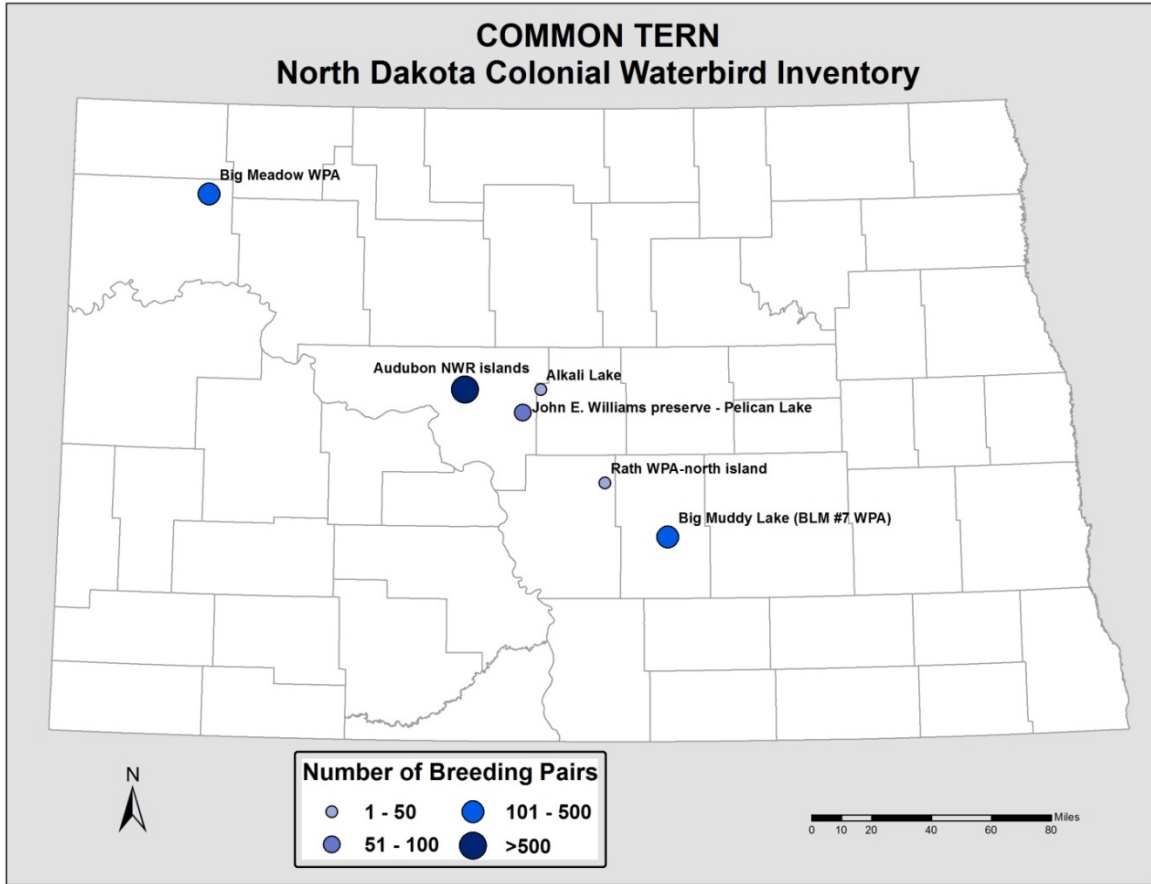 COMMON TERN
North Dakota Colonial Waterbird Inventory
Big Meadow WPA
Audubon NWR islands
Alkali Lake
John E. Williams preserve - Pelican Lake
Rath WPA-north island
Big Muddy Lake (BLM #7 WPA)
N
Number of Breeding Pairs
1 - 50
101 - 500
51 - 100
>500
Miles
0 10 20 40 60 80